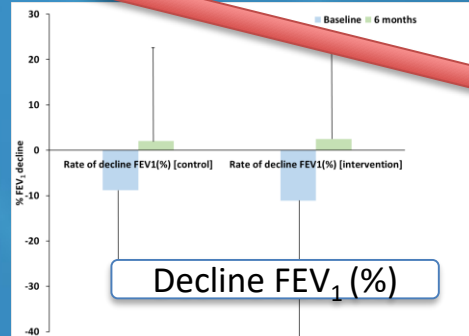 Baseline 6 months
30
20
10
0
-10
-20
-30
-40
% FEV₁ decline
Rate of decline FEV1(%) [control] Rate of decline FEV1(%) [intervention]
Decline FEV₁ (%)